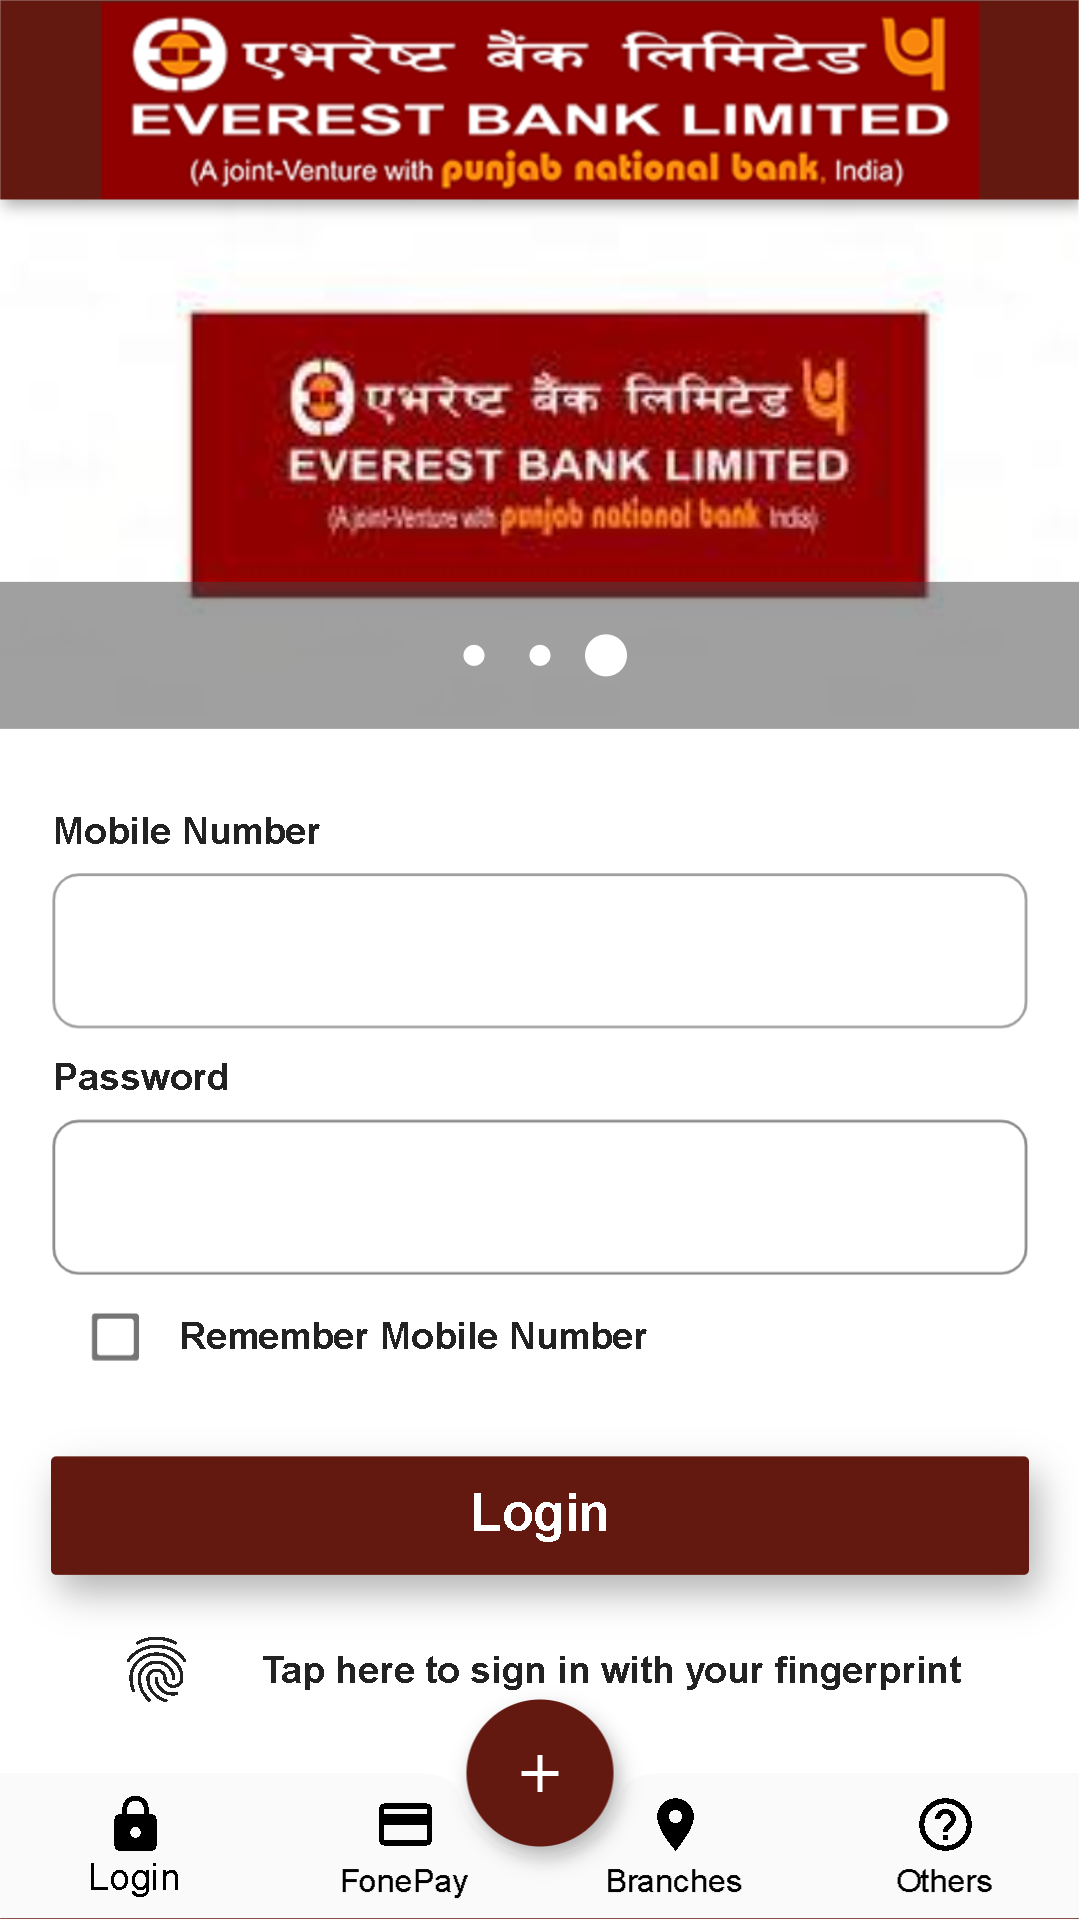 एभरेष्ट बैंक लिमिटेड
EVEREST BANK LIMITED
(A joint-Venture with punjab national bank, India)
एभरेष्ट बैंक लिमिटेड
EVEREST BANK LIMITED
(A joint-Venture with punjab national bank, India)
Mobile Number
Password
Remember Mobile Number
Login
Tap here to sign in with your fingerprint
Login
FonePay
Branches
Others